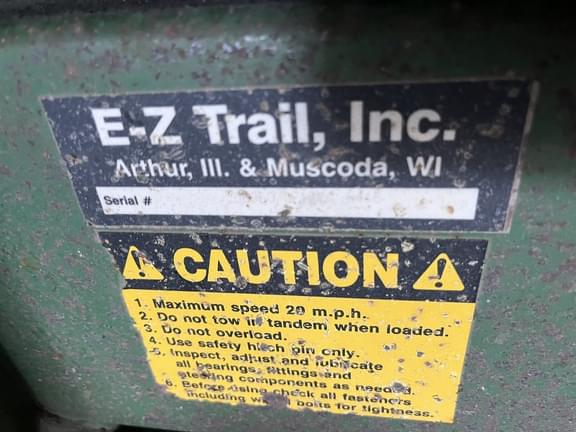 E-Z Trail, Inc.
Arthur, Ill. & Muscoda, WI
Serial #
CAUTION
1. Maximum speed 20 m.p.h.
2. Do not tow in tandem when loaded.
3. Do not overload.
4. Use safety hitch pin only.
5. Inspect, adjust and lubricate
all bearings, fittings and
steering components as needed.
6. Before using check all fasteners
including wheel bolts for tightness.